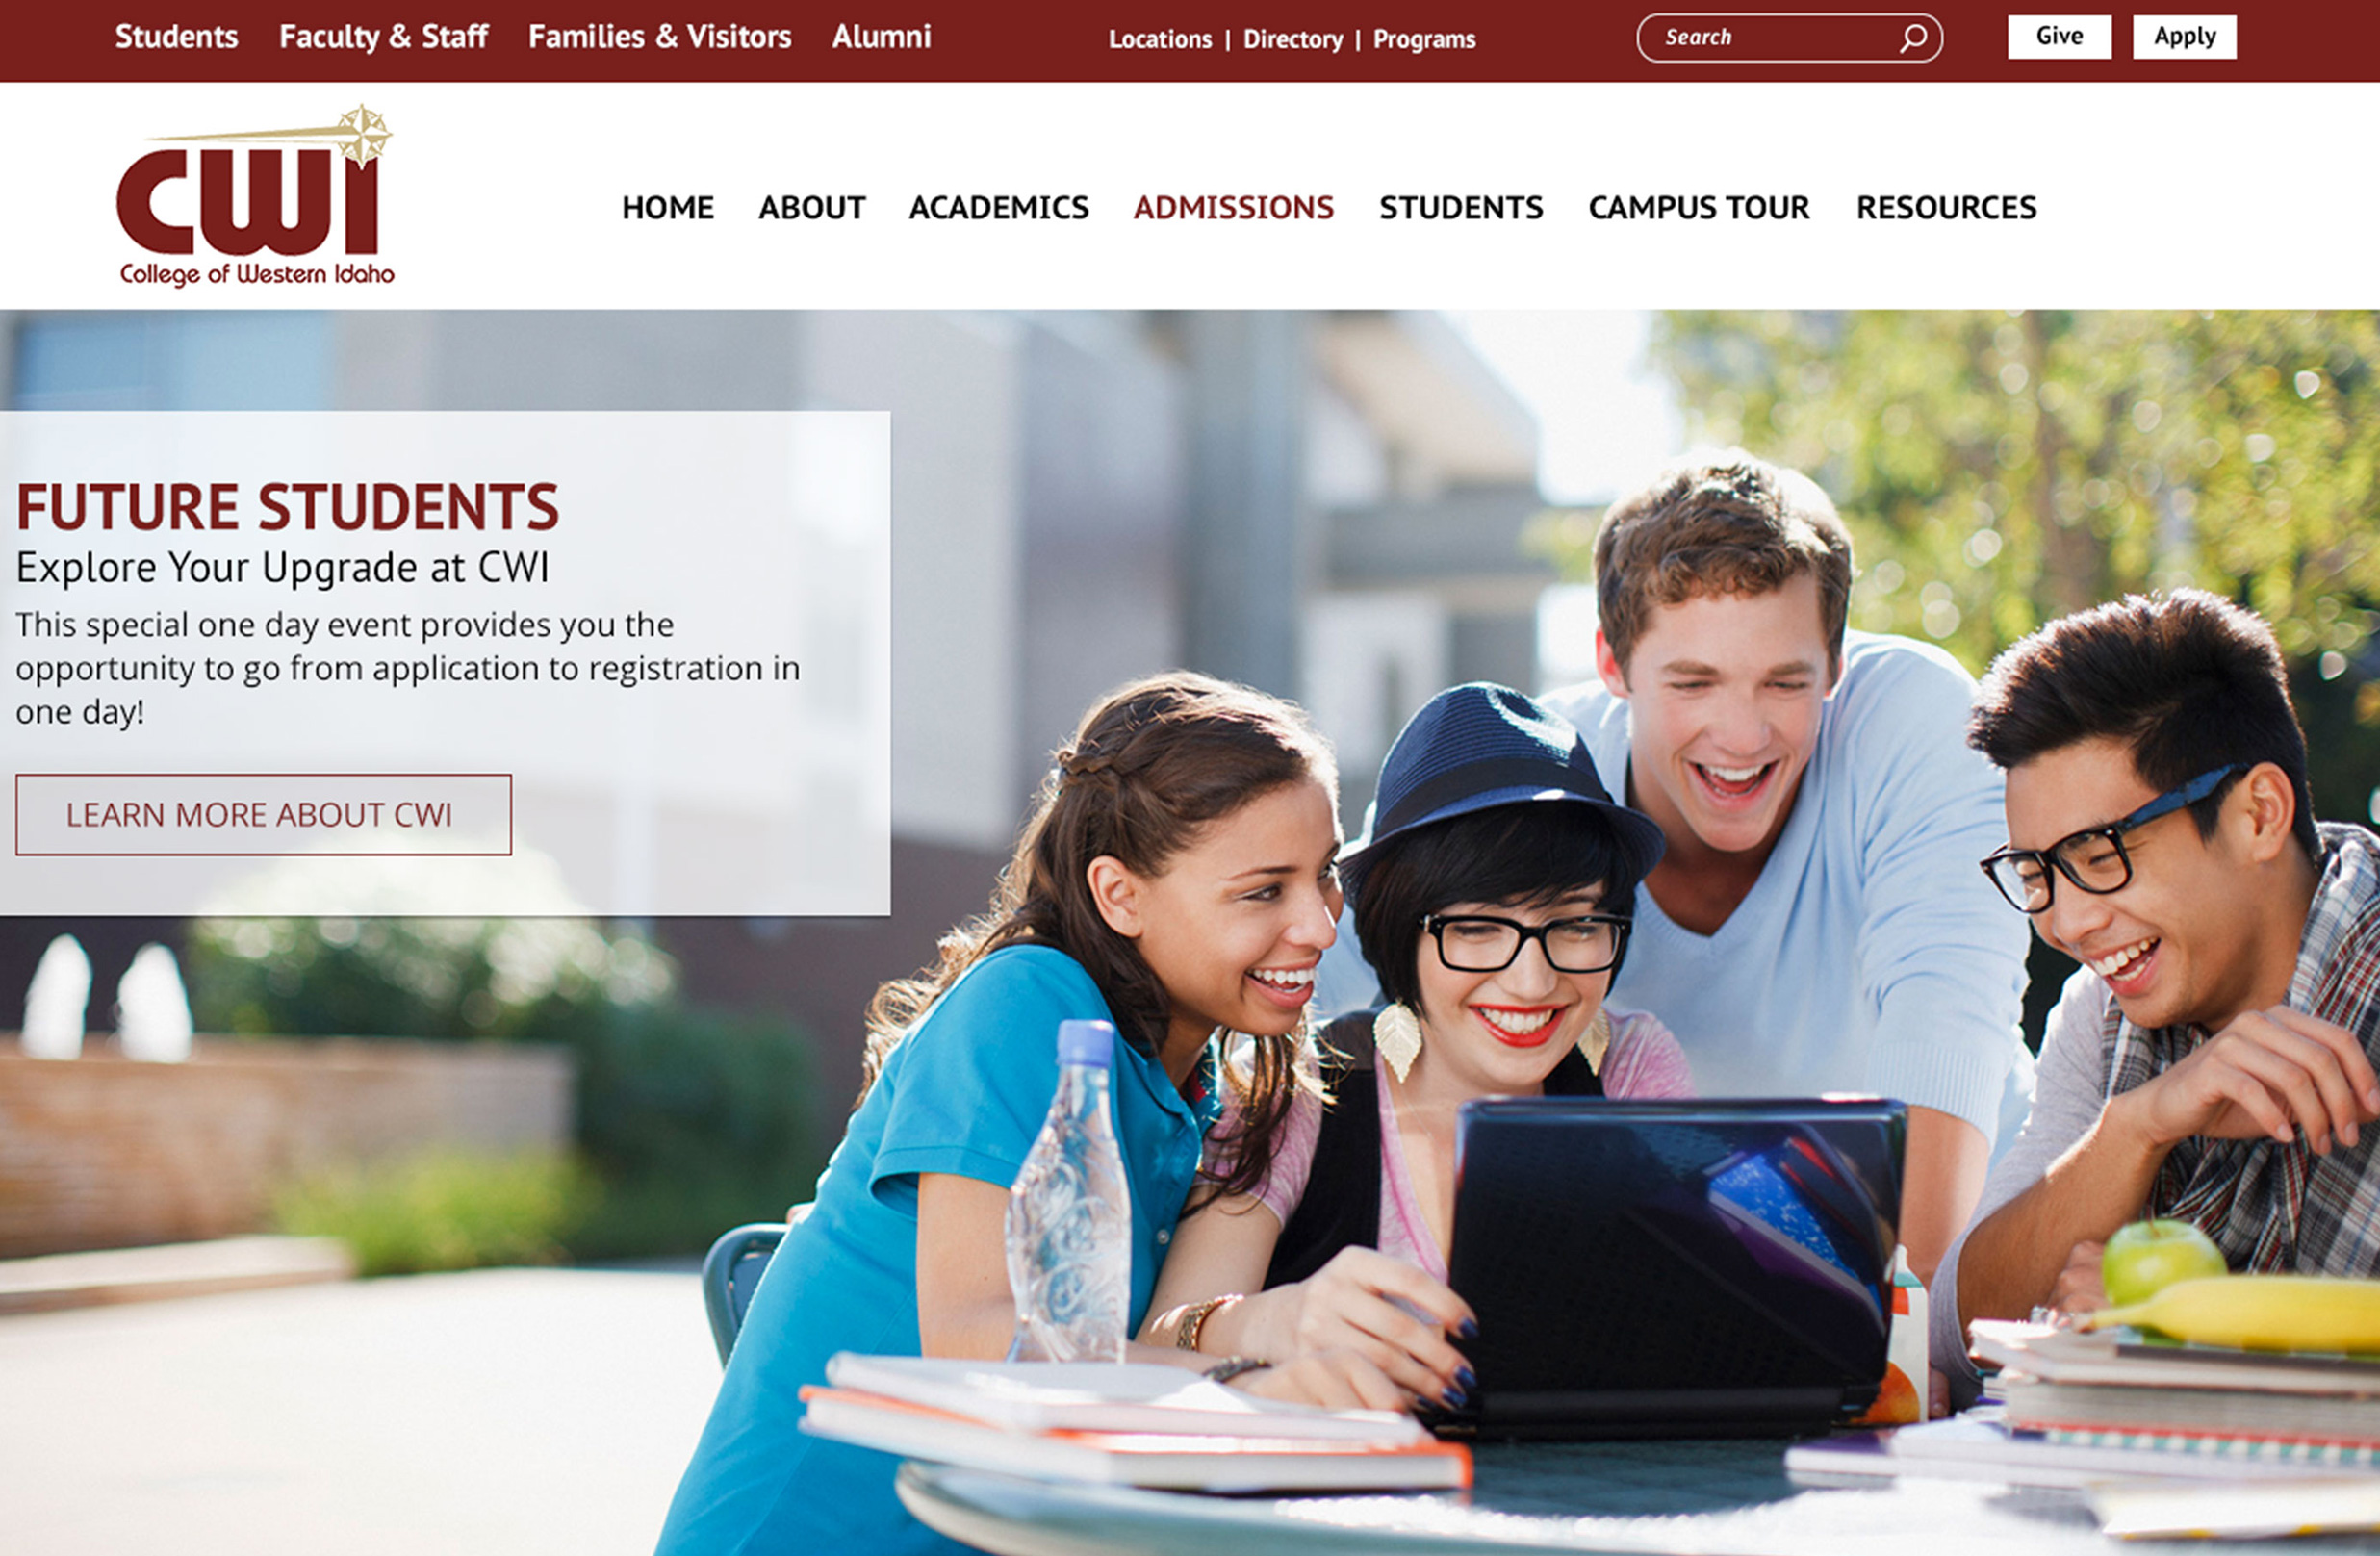 Students Faculty & Staff Families & Visitors Alumni Locations | Directory | Programs Search Give Apply
CWI
College of Western Idaho
HOME ABOUT ACADEMICS ADMISSIONS STUDENTS CAMPUS TOUR RESOURCES
FUTURE STUDENTS
Explore Your Upgrade at CWI
This special one day event provides you the
opportunity to go from application to registration in
one day!
LEARN MORE ABOUT CWI